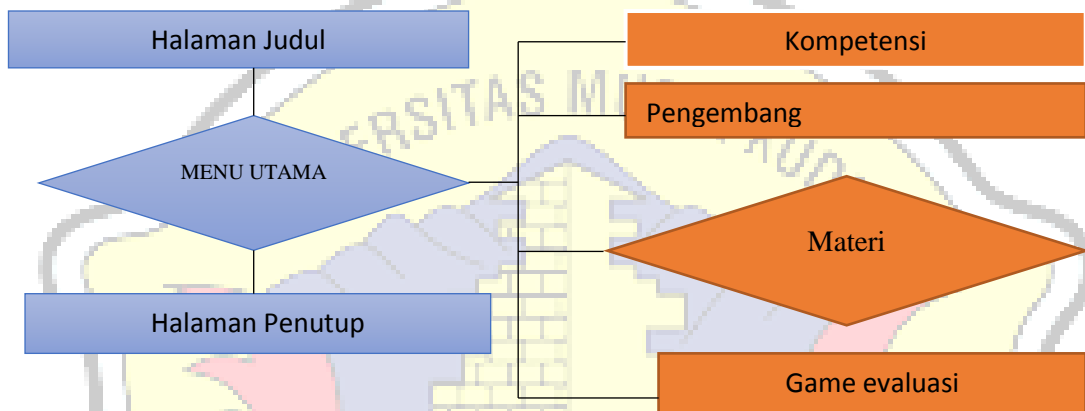 Halaman Judul
Kompetensi
Pengembang
MENU UTAMA
Materi
Halaman Penutup
Game evaluasi